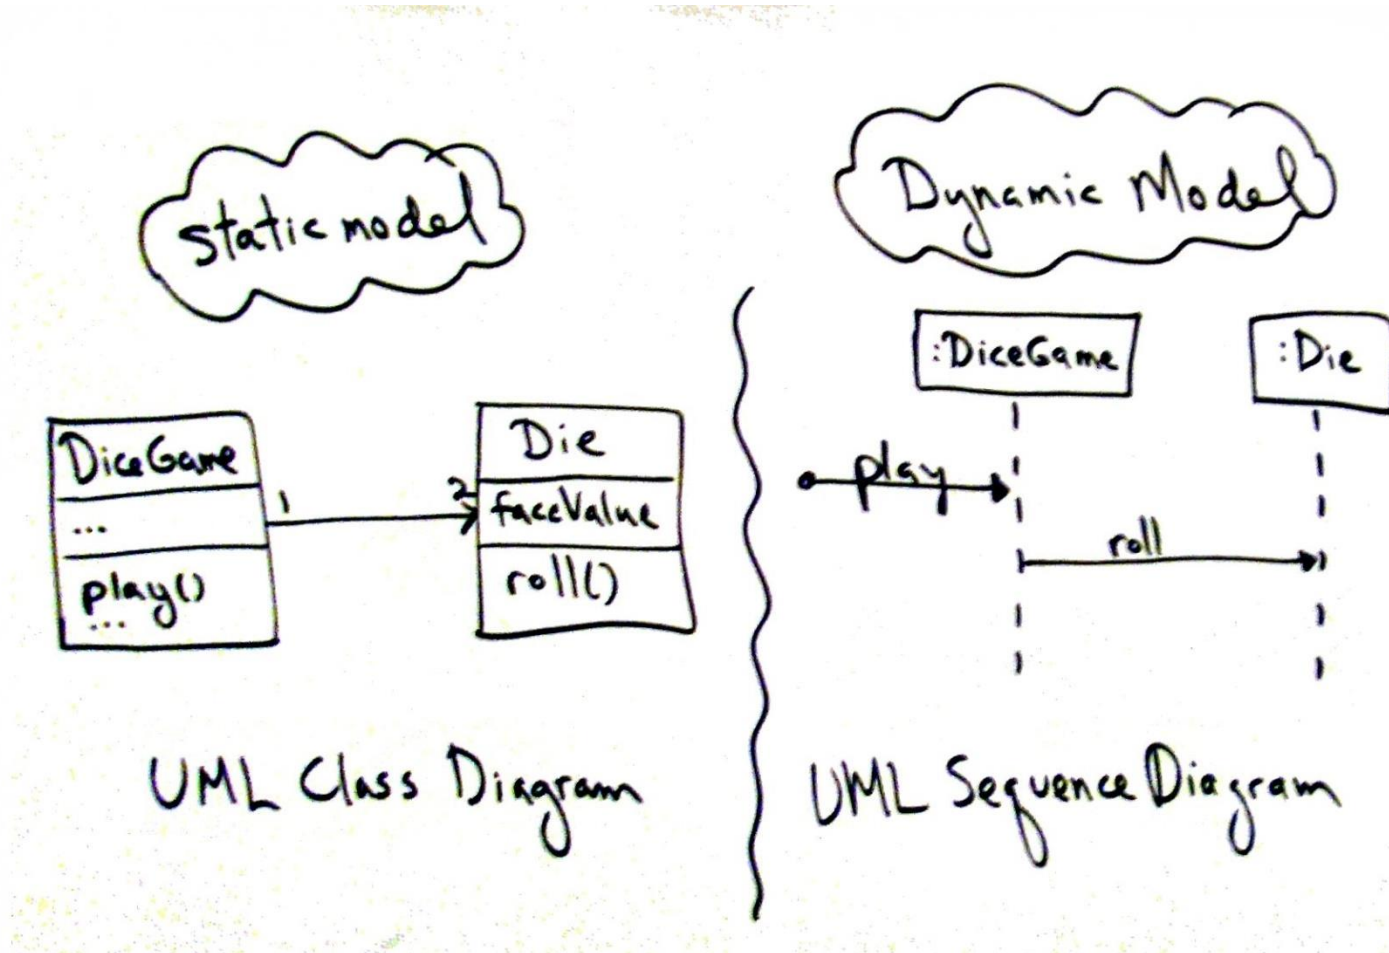 static model
DiceGame
...
play()
...
1
2
Die
faceValue
roll()
UML Class Diagram
Dynamic Model
:DiceGame
:Die
play
roll
UML Sequence Diagram